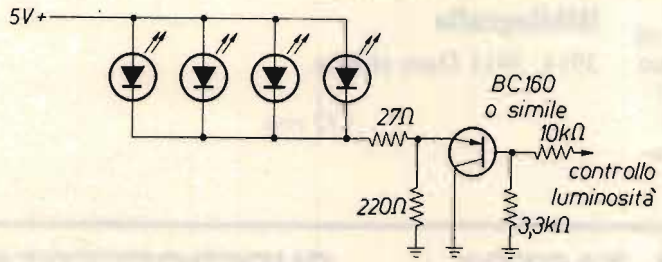 5V+
BC160
o simile
27Ω
10kΩ
controllo
luminosità
220Ω
3,3kΩ